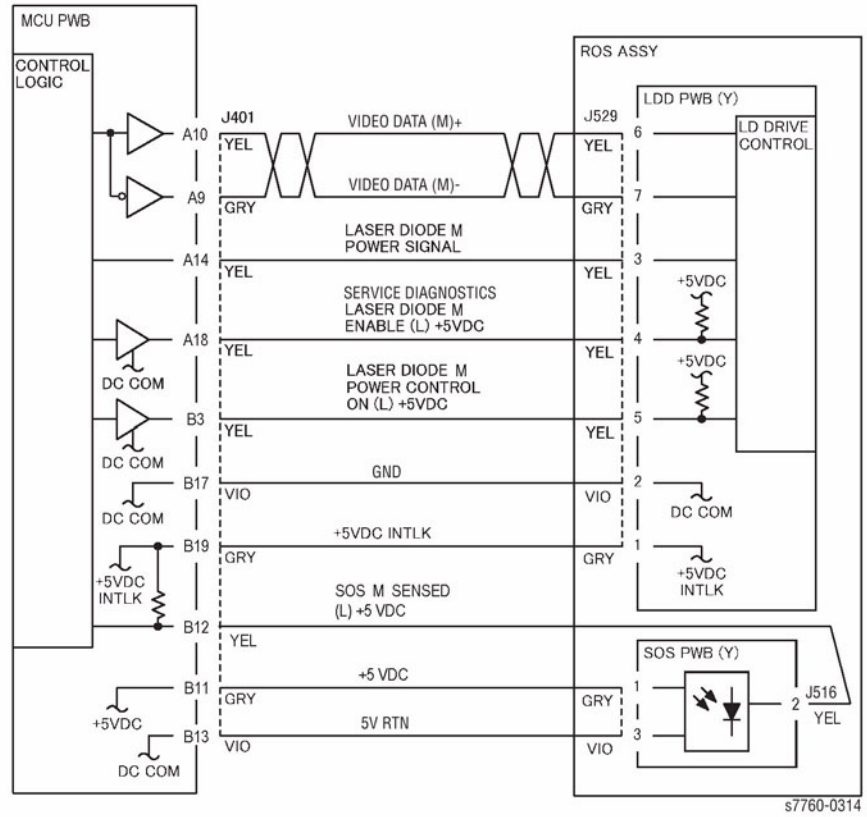 MCU PWB
CONTROL
LOGIC
ROS ASSY
LDD PWB (Y)
LD DRIVE
CONTROL
J401
J529
A10
YEL
VIDEO DATA (M)+
YEL
6
A9
GRY
VIDEO DATA (M)-
GRY
7
LASER DIODE M
POWER SIGNAL
A14
YEL
YEL
3
SERVICE DIAGNOSTICS
LASER DIODE M
ENABLE (L) +5VDC
+5VDC
A18
YEL
YEL
4
DC COM
LASER DIODE M
POWER CONTROL
ON (L) +5VDC
+5VDC
B3
YEL
YEL
5
DC COM
GND
B17
VIO
VIO
2
DC COM
DC COM
+5VDC INTLK
B19
GRY
GRY
1
+5VDC
INTLK
+5VDC
INTLK
SOS M SENSED
(L) +5 VDC
B12
YEL
SOS PWB (Y)
+5 VDC
B11
GRY
GRY
1
+5VDC
2
J516
YEL
5V RTN
B13
VIO
VIO
3
DC COM
s7760-0314